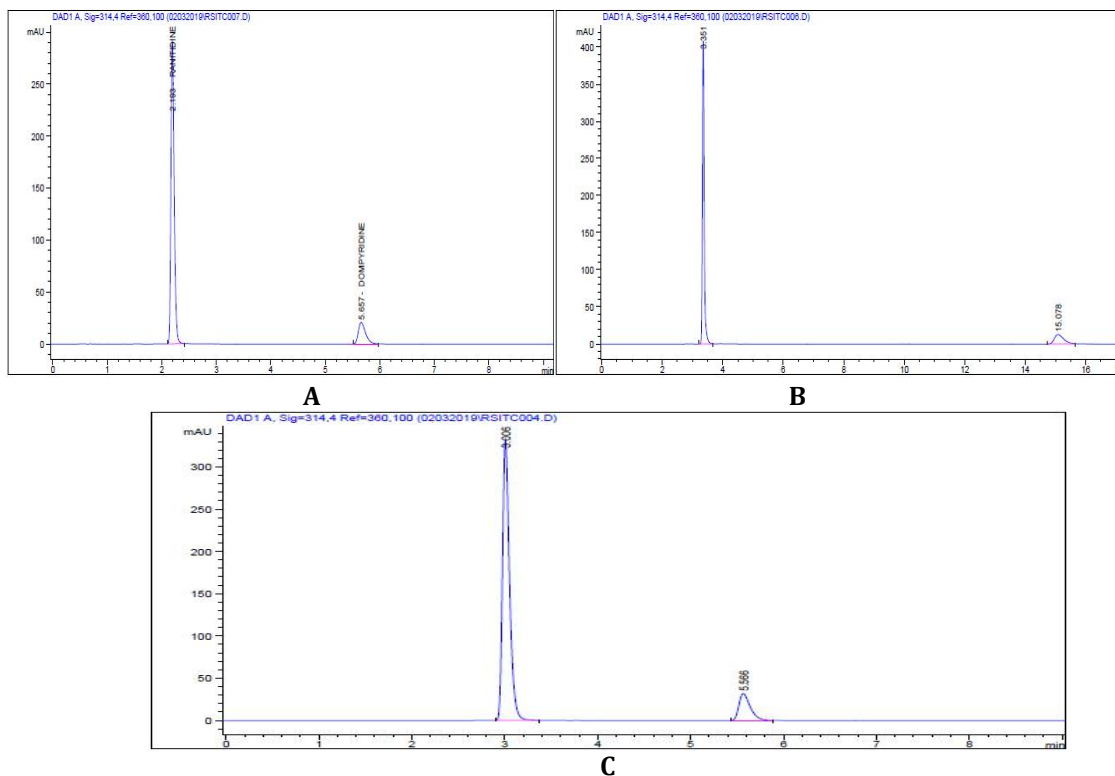 DAD1 A, Sig=314,4 Ref=360,100 (02032019\RSITC007.D)
mAU
2.193 - RANITIDINE
250
200
150
100
50
0
5.657 - DOMPYRIDINE
0 1 2 3 4 5 6 7 8 min
A
DAD1 A, Sig=314,4 Ref=360,100 (02032019\RSITC006.D)
mAU
3.351
400
350
300
250
200
150
100
50
0
15.078
0 2 4 6 8 10 12 14 16
B
DAD1 A, Sig=314,4 Ref=360,100 (02032019\RSITC004.D)
mAU
3.006
300
250
200
150
100
50
0
5.566
0 1 2 3 4 5 6 7 8 min
C